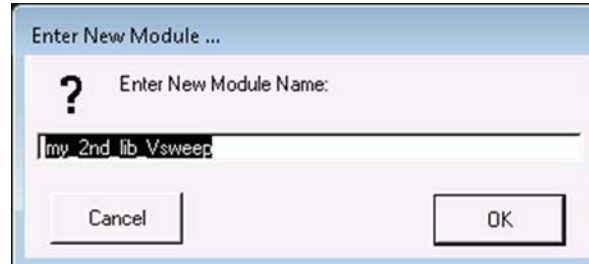 Enter New Module ...
?
Enter New Module Name:
my_2nd_lib_Vsweep
Cancel
OK